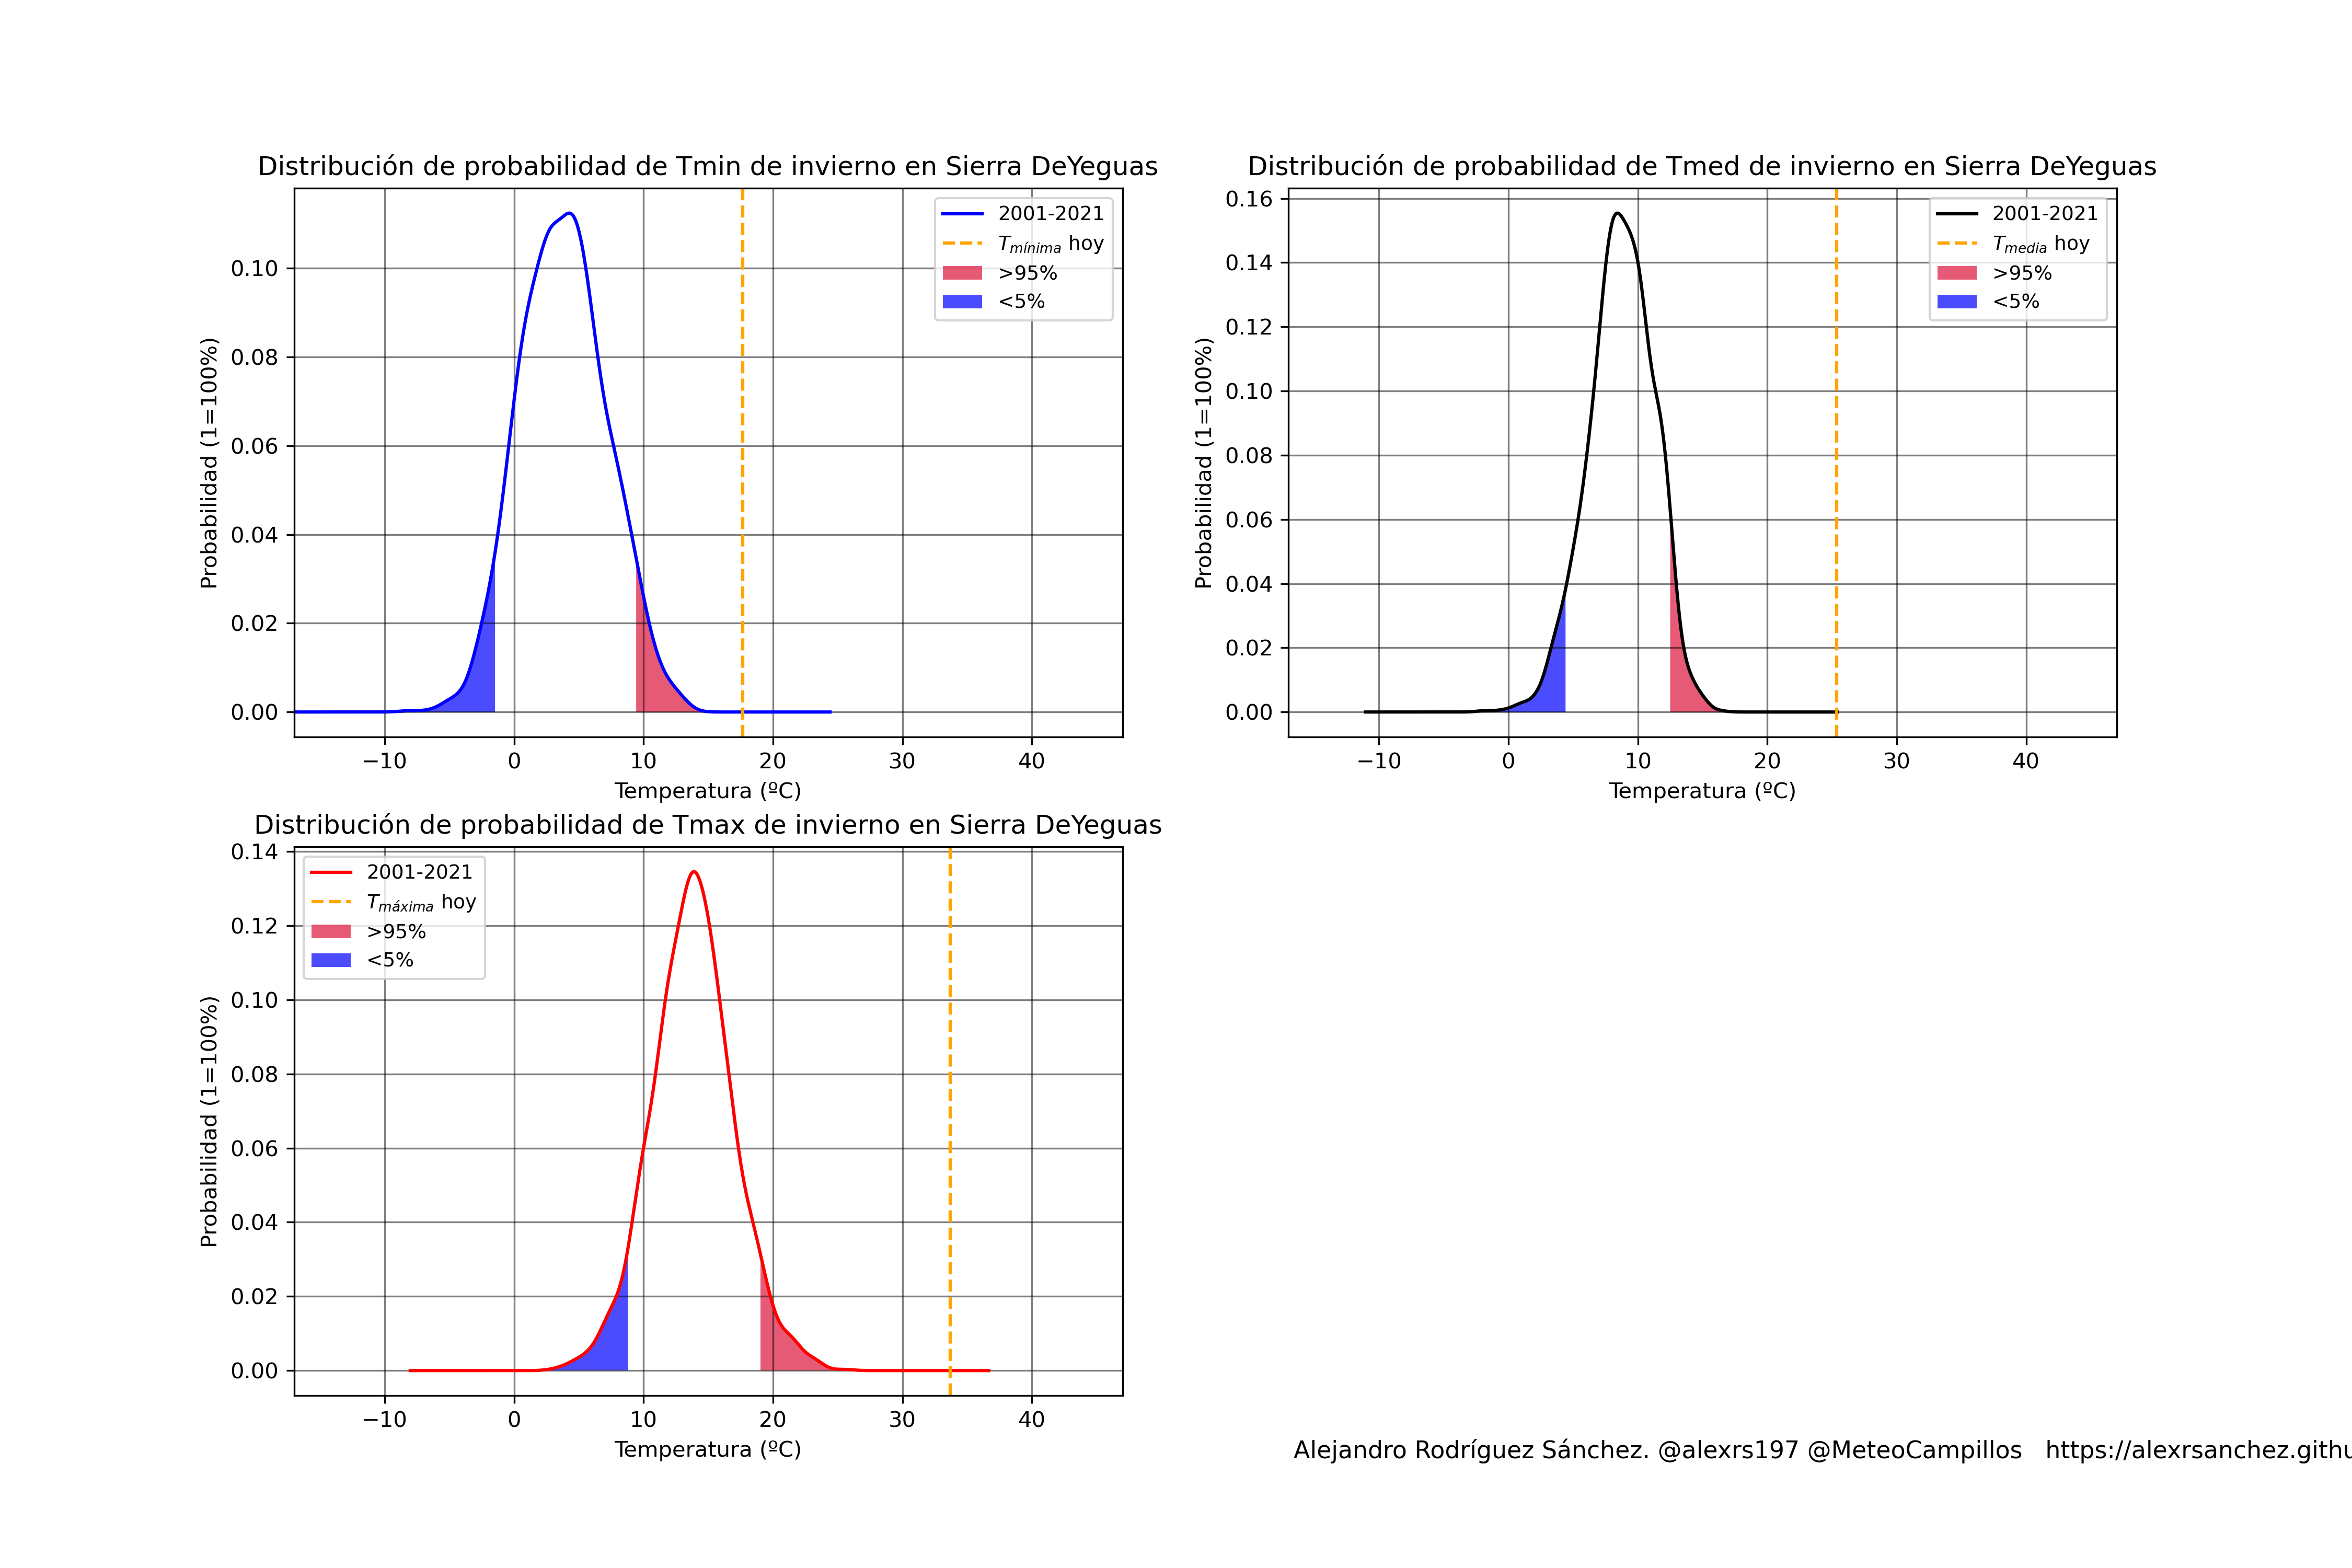 Distribución de probabilidad de Tmin de invierno en Sierra DeYeguas
Probabilidad (1=100%)
0.10
0.08
0.06
0.04
0.02
0.00
2001-2021
Tmínima hoy
>95%
<5%
−10 0 10 20 30 40
Temperatura (ºC)
Distribución de probabilidad de Tmed de invierno en Sierra DeYeguas
Probabilidad (1=100%)
0.16
0.14
0.12
0.10
0.08
0.06
0.04
0.02
0.00
2001-2021
Tmedia hoy
>95%
<5%
−10 0 10 20 30 40
Temperatura (ºC)
Distribución de probabilidad de Tmax de invierno en Sierra DeYeguas
Probabilidad (1=100%)
0.14
0.12
0.10
0.08
0.06
0.04
0.02
0.00
2001-2021
Tmáxima hoy
>95%
<5%
−10 0 10 20 30 40
Temperatura (ºC)
Alejandro Rodríguez Sánchez. @alexrs197 @MeteoCampillos https://alexrsanchez.githu